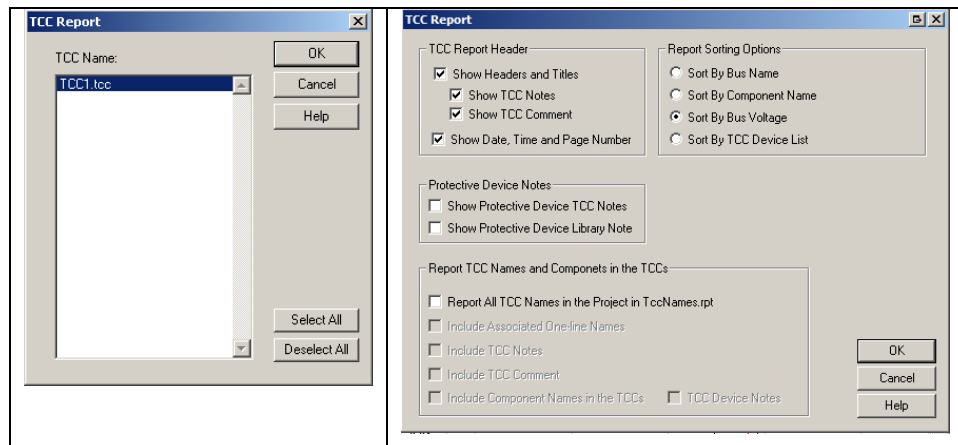 TCC Report
TCC Name:
TCC1.tcc
OK
Cancel
Help
Select All
Deselect All
TCC Report
TCC Report Header
Show Headers and Titles
Show TCC Notes
Show TCC Comment
Show Date, Time and Page Number
Report Sorting Options
Sort By Bus Name
Sort By Component Name
Sort By Bus Voltage
Sort By TCC Device List
Protective Device Notes
Show Protective Device TCC Notes
Show Protective Device Library Note
Report TCC Names and Componets in the TCCs
Report All TCC Names in the Project in TccNames.rpt
Include Associated One-line Names
Include TCC Notes
Include TCC Comment
Include Component Names in the TCCs TCC Device Notes
OK
Cancel
Help